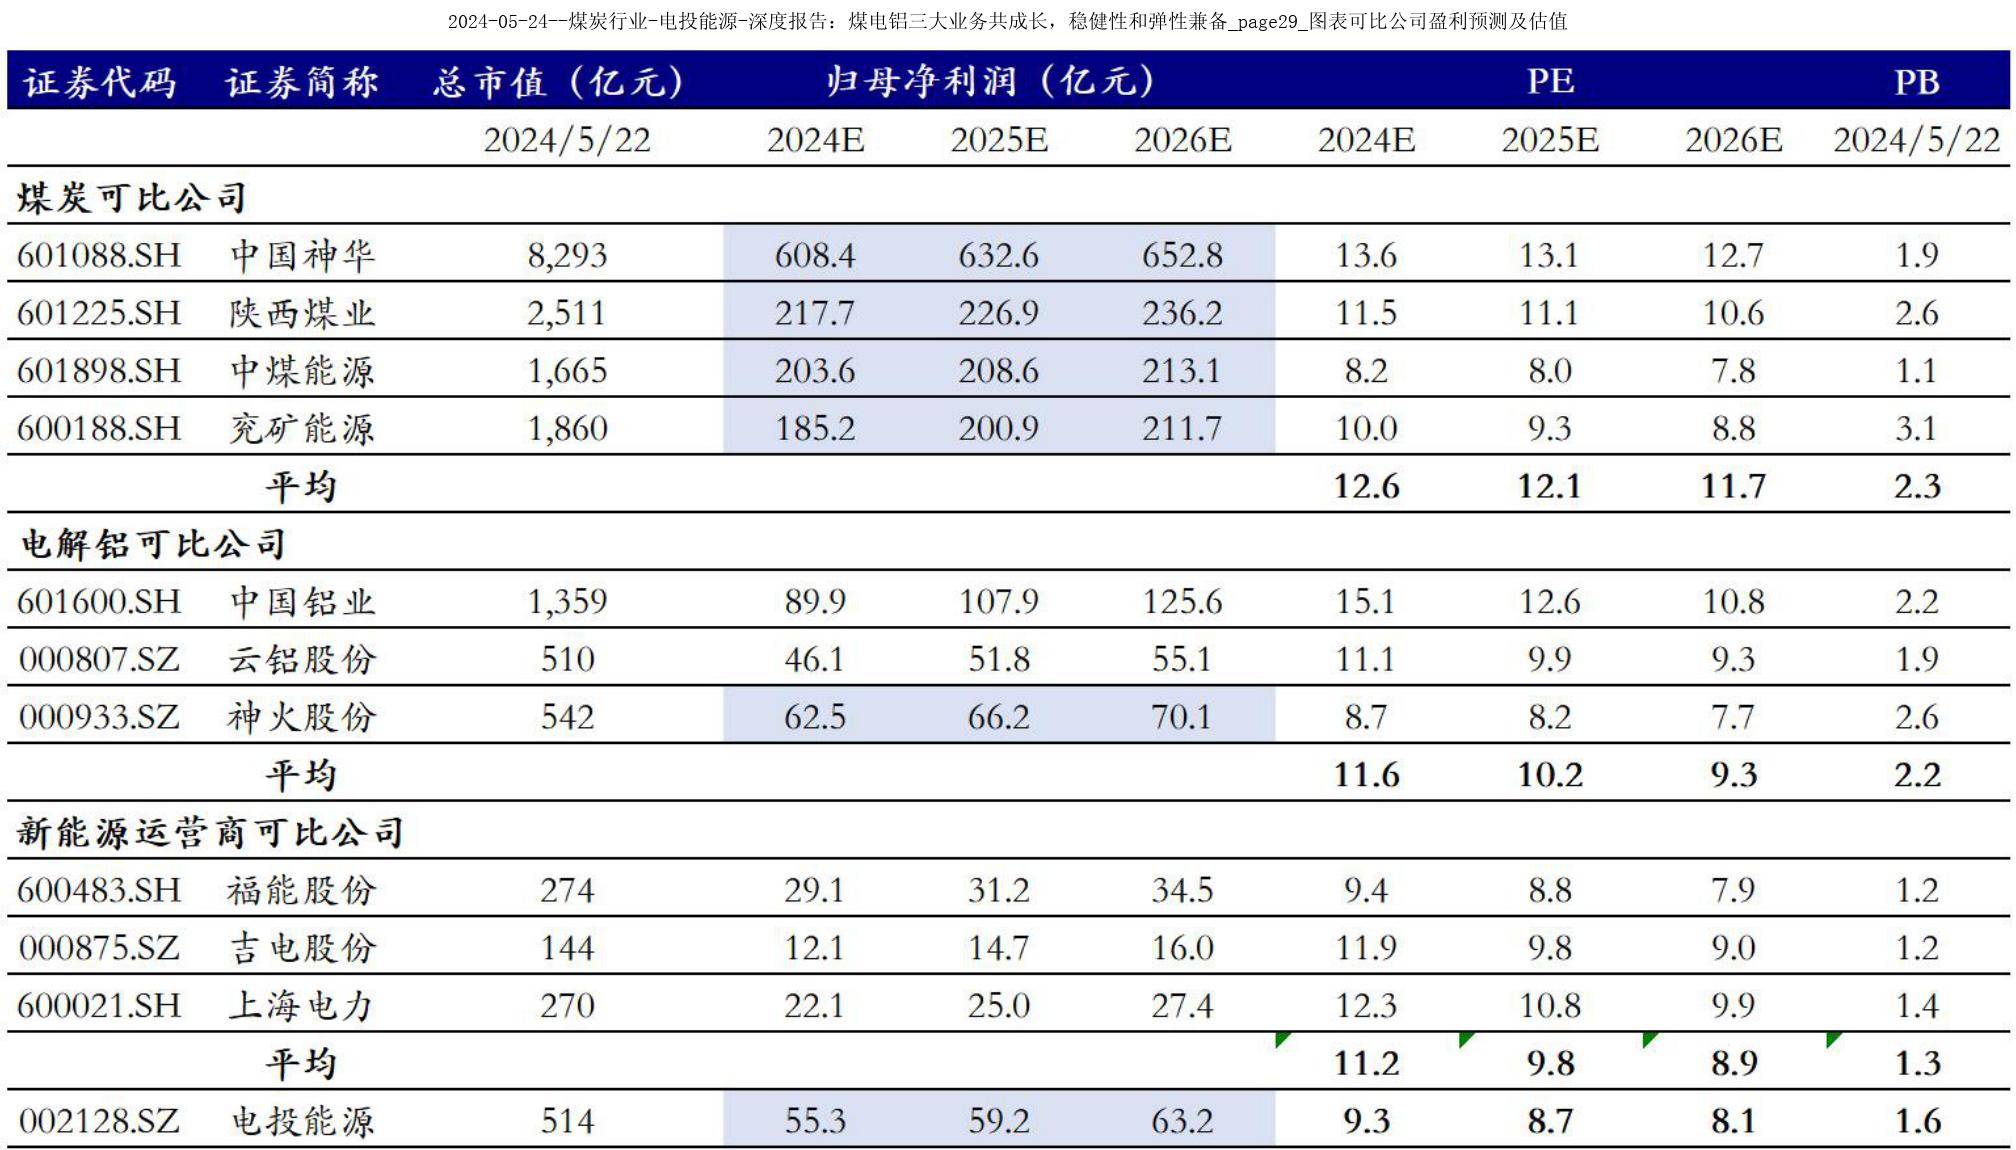 2024-05-24--煤炭行业-电投能源-深度报告：煤电铝三大业务共成长，稳健性和弹性兼备_page29_图表可比公司盈利预测及估值
证券代码 证券简称 总市值（亿元） 归母净利润（亿元） PE PB
2024/5/22 2024E 2025E 2026E 2024E 2025E 2026E 2024/5/22
煤炭可比公司
601088.SH 中国神华 8,293 608.4 632.6 652.8 13.6 13.1 12.7 1.9
601225.SH 陕西煤业 2,511 217.7 226.9 236.2 11.5 11.1 10.6 2.6
601898.SH 中煤能源 1,665 203.6 208.6 213.1 8.2 8.0 7.8 1.1
600188.SH 兖矿能源 1,860 185.2 200.9 211.7 10.0 9.3 8.8 3.1
平均 12.6 12.1 11.7 2.3
电解铝可比公司
601600.SH 中国铝业 1,359 89.9 107.9 125.6 15.1 12.6 10.8 2.2
000807.SZ 云铝股份 510 46.1 51.8 55.1 11.1 9.9 9.3 1.9
000933.SZ 神火股份 542 62.5 66.2 70.1 8.7 8.2 7.7 2.6
平均 11.6 10.2 9.3 2.2
新能源运营商可比公司
600483.SH 福能股份 274 29.1 31.2 34.5 9.4 8.8 7.9 1.2
000875.SZ 吉电股份 144 12.1 14.7 16.0 11.9 9.8 9.0 1.2
600021.SH 上海电力 270 22.1 25.0 27.4 12.3 10.8 9.9 1.4
平均 11.2 9.8 8.9 1.3
002128.SZ 电投能源 514 55.3 59.2 63.2 9.3 8.7 8.1 1.6